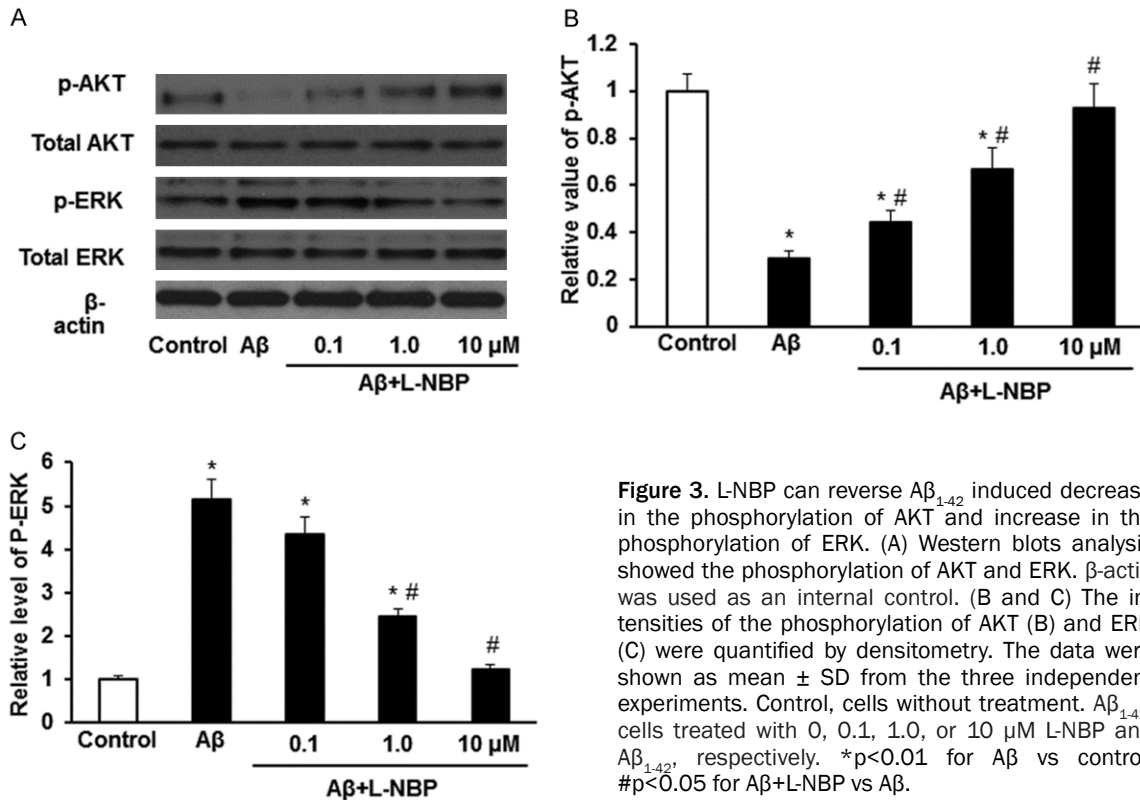 A
p-AKT
Total AKT
p-ERK
Total ERK
β-
actin
Control Aβ 0.1 1.0 10 µM
Aβ+L-NBP
B
Relative value of p-AKT
1.2
1
0.8
0.6
0.4
0.2
0
*
* #
* #
#
Control Aβ 0.1 1.0 10 µM
Aβ+L-NBP
C
Relative level of P-ERK
6
5
4
3
2
1
0
*
*
* #
#
Control Aβ 0.1 1.0 10 µM
Aβ+L-NBP
Figure 3. L-NBP can reverse Aβ1-42 induced decreas
in the phosphorylation of AKT and increase in th
phosphorylation of ERK. (A) Western blots analysi
showed the phosphorylation of AKT and ERK. β-acti
was used as an internal control. (B and C) The in
tensities of the phosphorylation of AKT (B) and ERK
(C) were quantified by densitometry. The data wer
shown as mean ± SD from the three independen
experiments. Control, cells without treatment. Aβ1-42
cells treated with 0, 0.1, 1.0, or 10 µM L-NBP an
Aβ1-42, respectively. *p<0.01 for Aβ vs contro
#p<0.05 for Aβ+L-NBP vs Aβ.